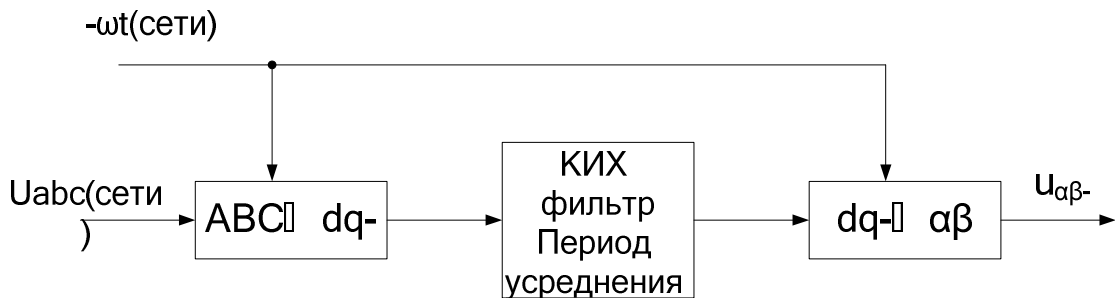 -ωt(сети)
Uabc(сети
)
ABC▯ dq-
КИХ
фильтр
Период
усреднения
dq-▯ αβ
uαβ-